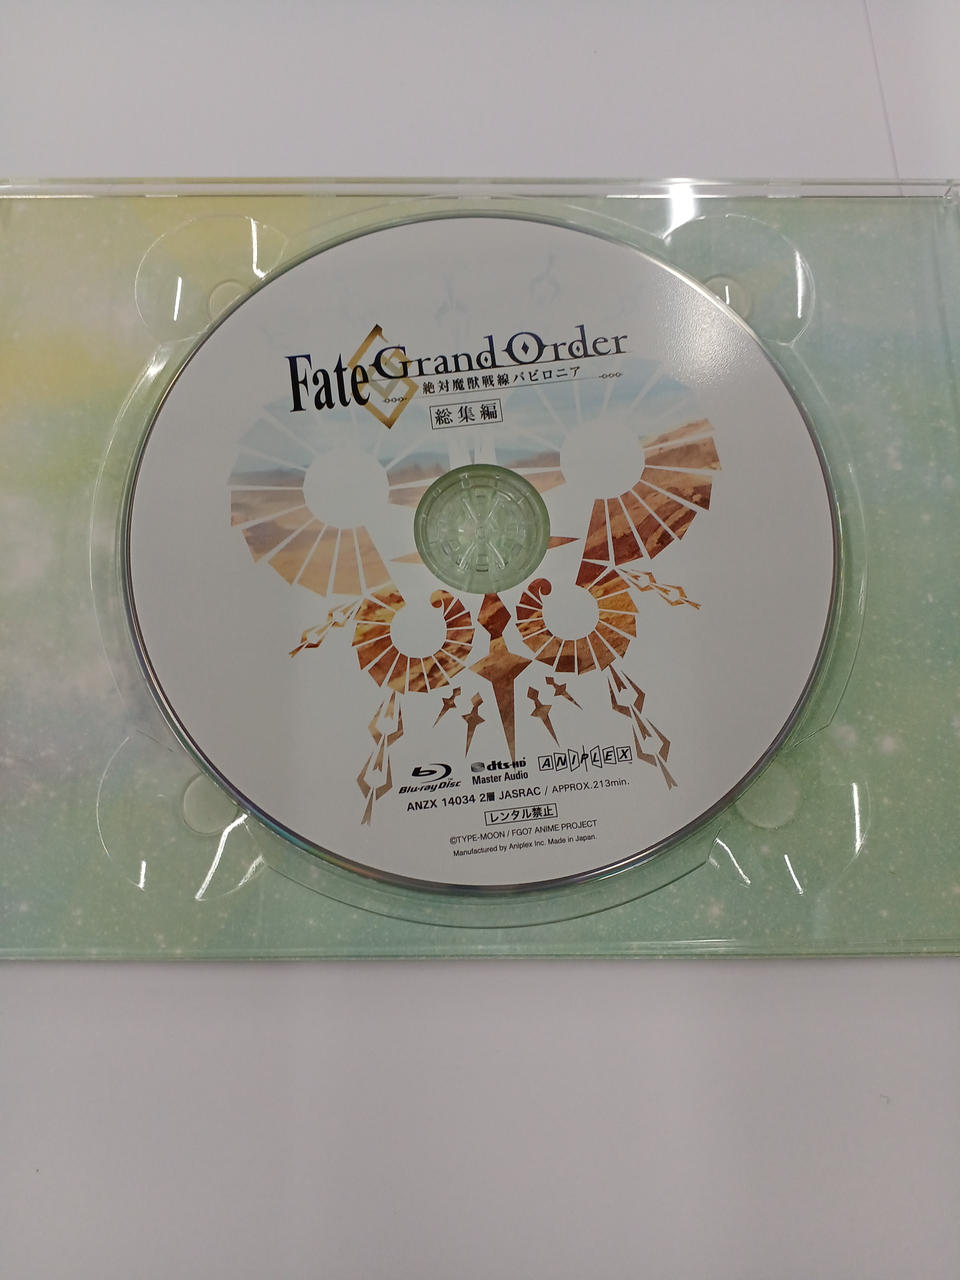 Fate Grand Order
絶対魔獣戦線バビロニア
総集編
Blu-ray Disc™
dts-HD
Master Audio
ANIPLEX
ANZX 14034 2層 JASRAC / APPROX.213min.
レンタル禁止
©TYPE-MOON / FGO7 ANIME PROJECT
Manufactured by Aniplex Inc. Made in Japan.